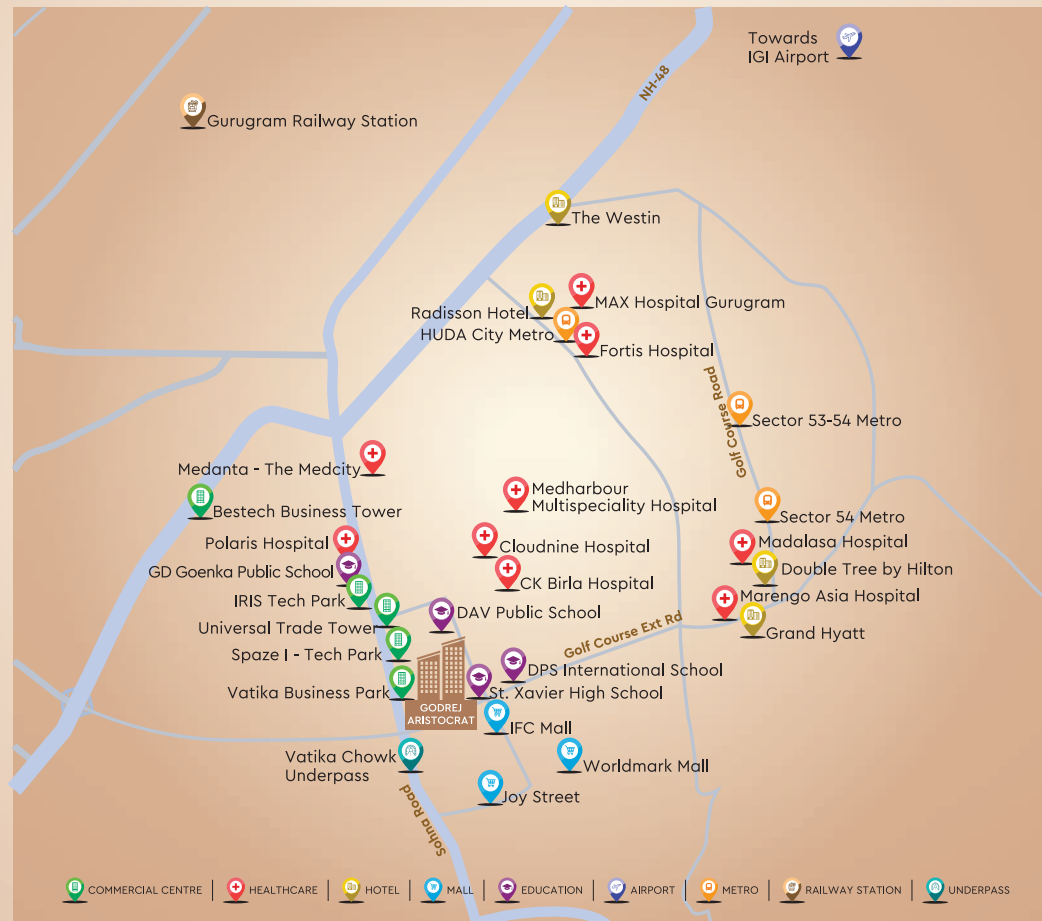 Towards
IGI Airport
NH-48
Gurugram Railway Station
The Westin
MAX Hospital Gurugram
Radisson Hotel
HUDA City Metro
Fortis Hospital
Golf Course Road
Sector 53-54 Metro
Medanta - The Medcity
Medharbour
Multispeciality Hospital
Bestech Business Tower
Sector 54 Metro
Polaris Hospital
Cloudnine Hospital
Madalasa Hospital
GD Goenka Public School
CK Birla Hospital
Double Tree by Hilton
IRIS Tech Park
Marengo Asia Hospital
DAV Public School
Universal Trade Tower
Grand Hyatt
Golf Course Ext Rd
Spaze I - Tech Park
DPS International School
Vatika Business Park
St. Xavier High School
GODREJ
ARISTOCRAT
IFC Mall
Vatika Chowk
Underpass
Worldmark Mall
Joy Street
Sohna Road
COMMERCIAL CENTRE
HEALTHCARE
HOTEL
MALL
EDUCATION
AIRPORT
METRO
RAILWAY STATION
UNDERPASS